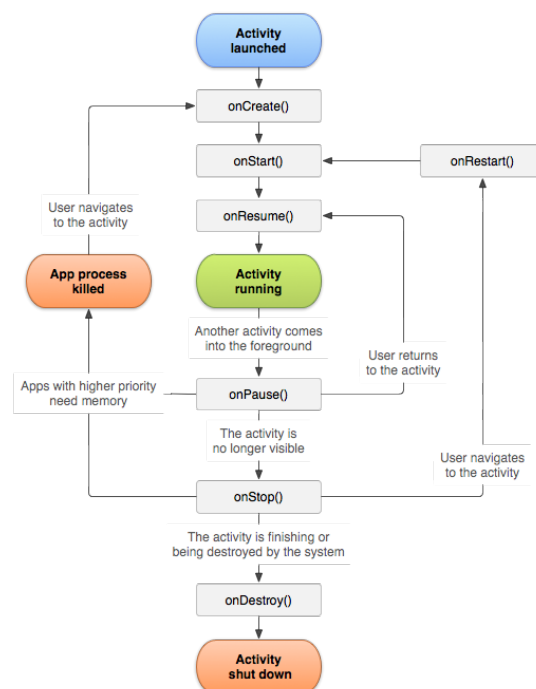 Activity
launched
onCreate()
onStart()
onRestart()
onResume()
User navigates
to the activity
App process
killed
Activity
running
Another activity comes
into the foreground
User returns
to the activity
Apps with higher priority
need memory
onPause()
The activity is
no longer visible
User navigates
to the activity
onStop()
The activity is finishing or
being destroyed by the system
onDestroy()
Activity
shut down